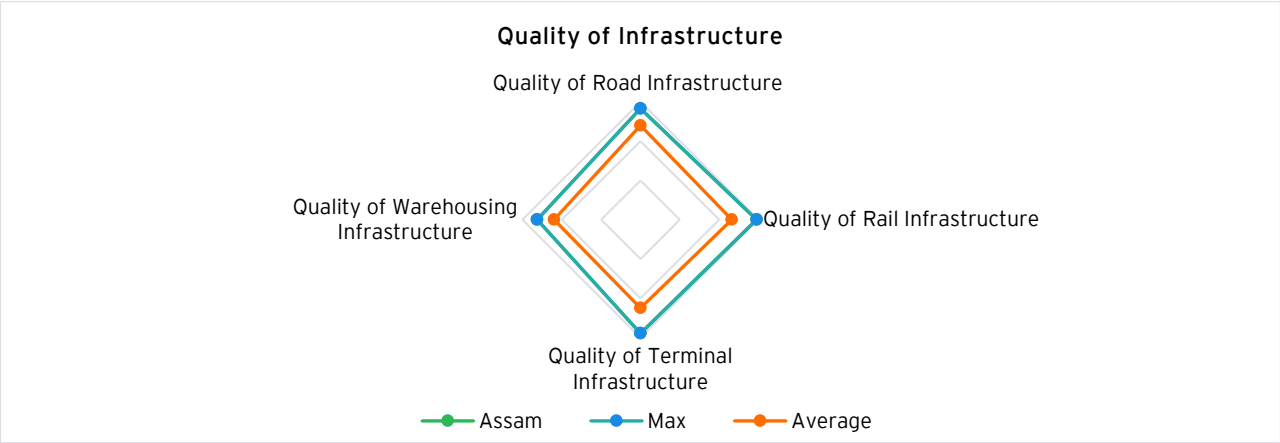 Quality of Infrastructure
Quality of Road Infrastructure
Quality of Warehousing
Infrastructure
Quality of Rail Infrastructure
Quality of Terminal
Infrastructure
Assam
Max
Average